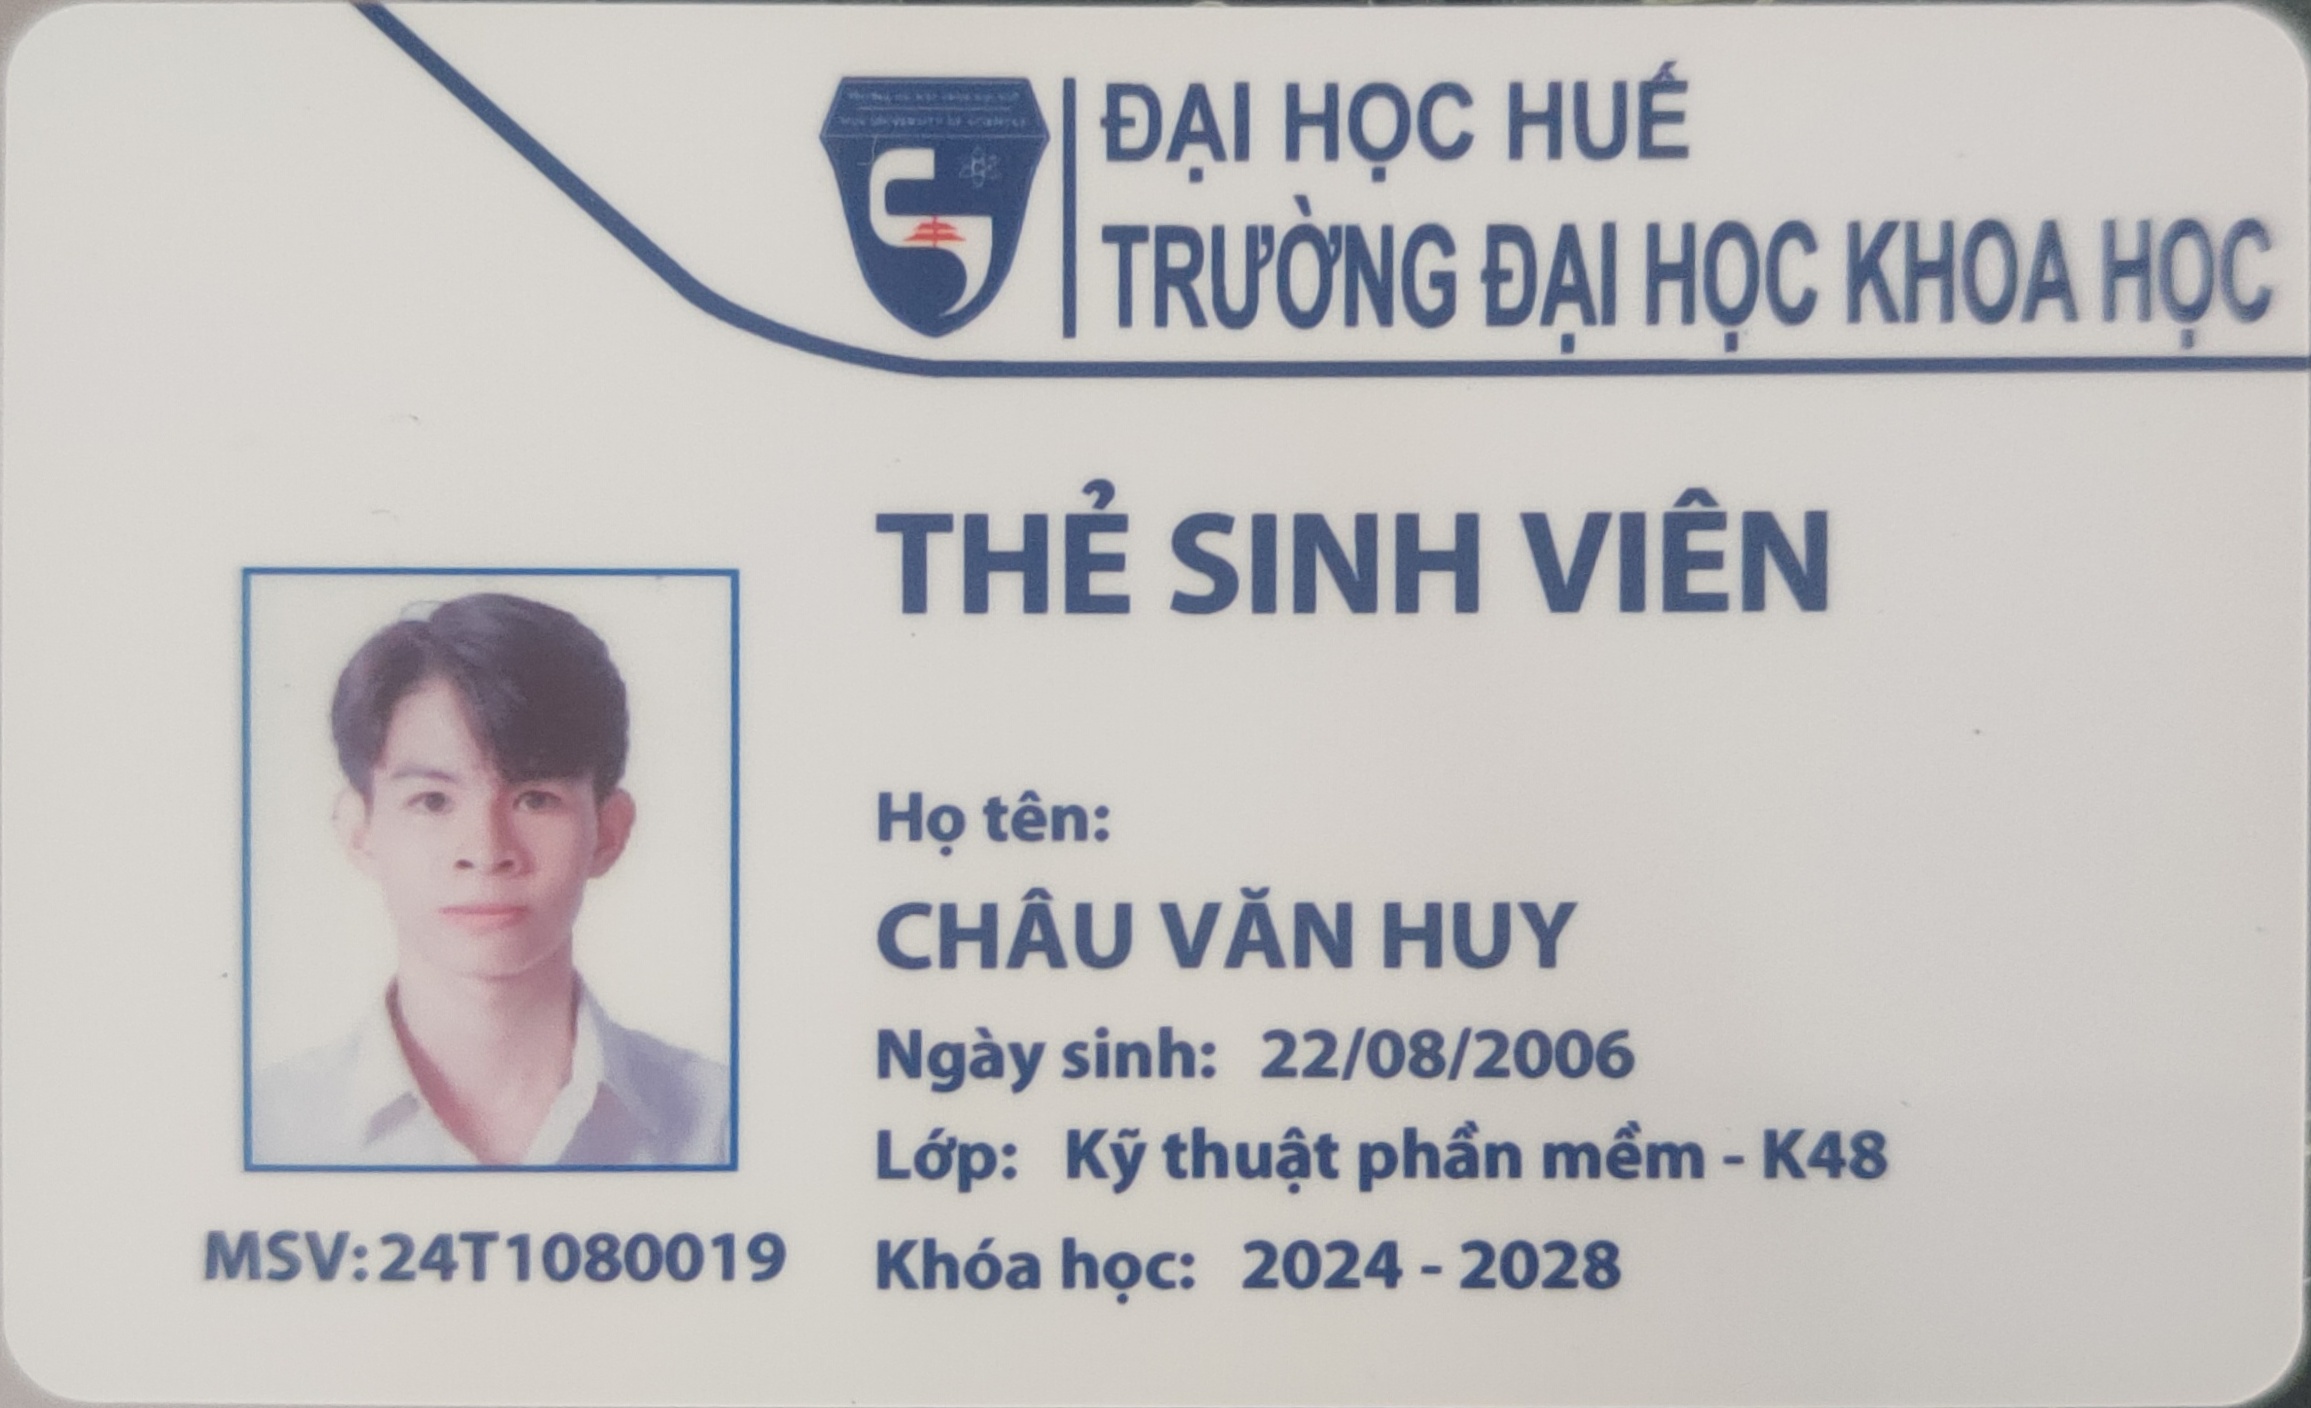 ĐẠI HỌC HUẾ
TRƯỜNG ĐẠI HỌC KHOA HỌC
THẺ SINH VIÊN
Họ tên:
CHÂU VĂN HUY
Ngày sinh: 22/08/2006
Lớp: Kỹ thuật phần mềm - K48
Khóa học: 2024 - 2028
MSV:24T1080019